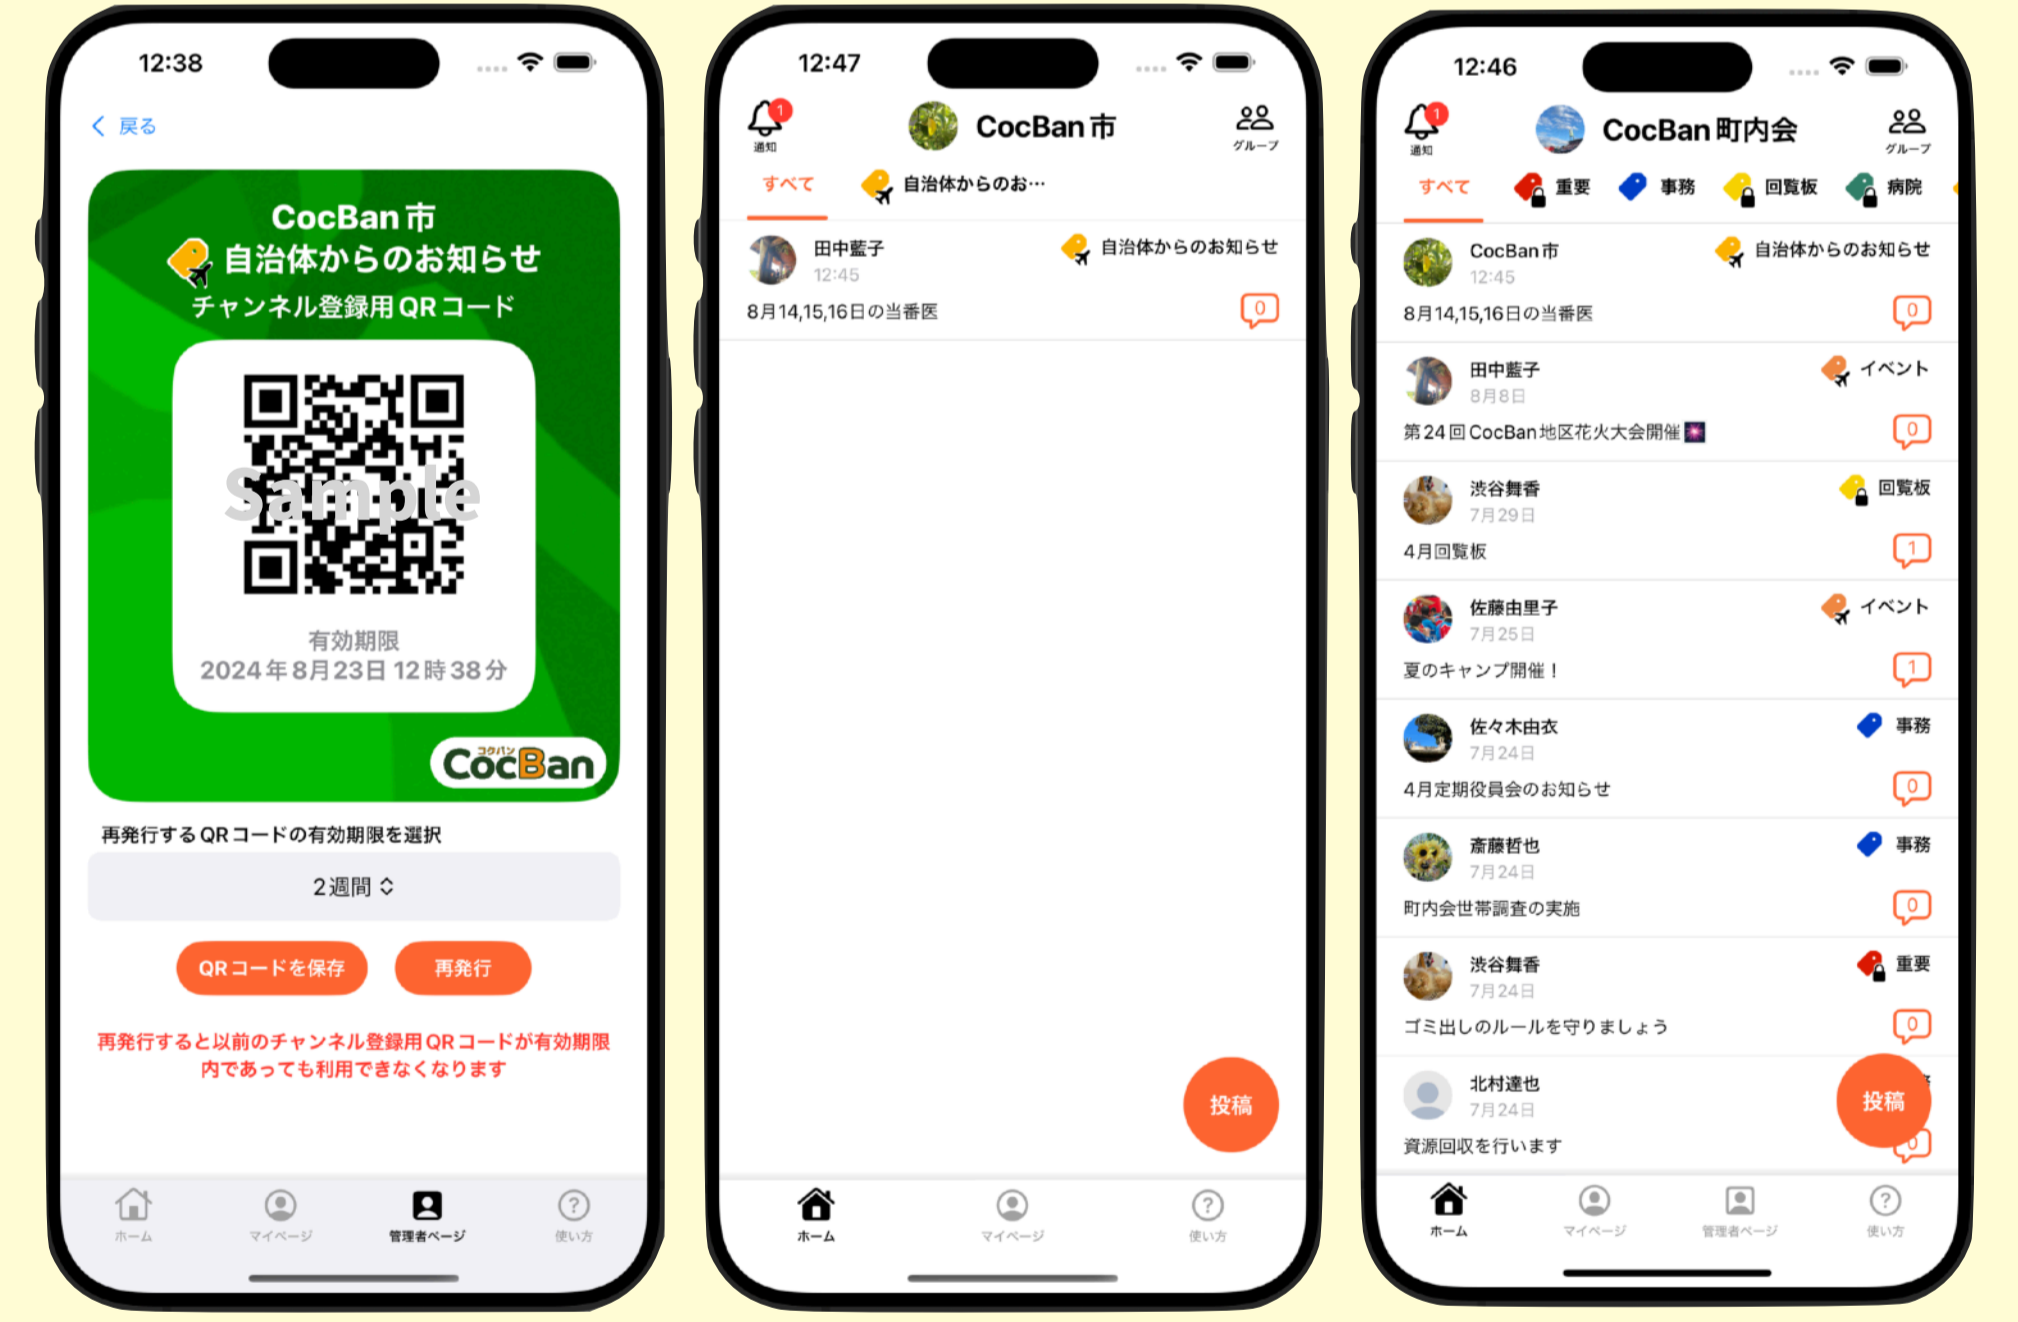 12:38
戻る
CocBan市
自治体からのお知らせ
チャンネル登録用QRコード
Sample
有効期限
2024年8月23日 12時38分
コクバン
CocBan
再発行するQRコードの有効期限を選択
2週間
QRコードを保存
再発行
再発行すると以前のチャンネル登録用QRコードが有効期限
内であっても利用できなくなります
ホーム
マイページ
管理者ページ
使い方
12:47
1
通知
CocBan市
グループ
すべて
自治体からのお…
田中藍子
自治体からのお知らせ
12:45
8月14,15,16日の当番医
0
投稿
ホーム
マイページ
使い方
12:46
1
通知
CocBan町内会
グループ
すべて
重要
事務
回覧板
病院
CocBan市
自治体からのお知らせ
12:45
8月14,15,16日の当番医
0
田中藍子
イベント
8月8日
第24回CocBan地区花火大会開催🎆
0
渋谷舞香
回覧板
7月29日
4月回覧板
1
佐藤由里子
イベント
7月25日
夏のキャンプ開催！
1
佐々木由衣
事務
7月24日
4月定期役員会のお知らせ
0
斎藤哲也
事務
7月24日
町内会世帯調査の実施
0
渋谷舞香
重要
7月24日
ゴミ出しのルールを守りましょう
0
北村達也
7月24日
投稿
資源回収を行います
0
ホーム
マイページ
管理者ページ
使い方